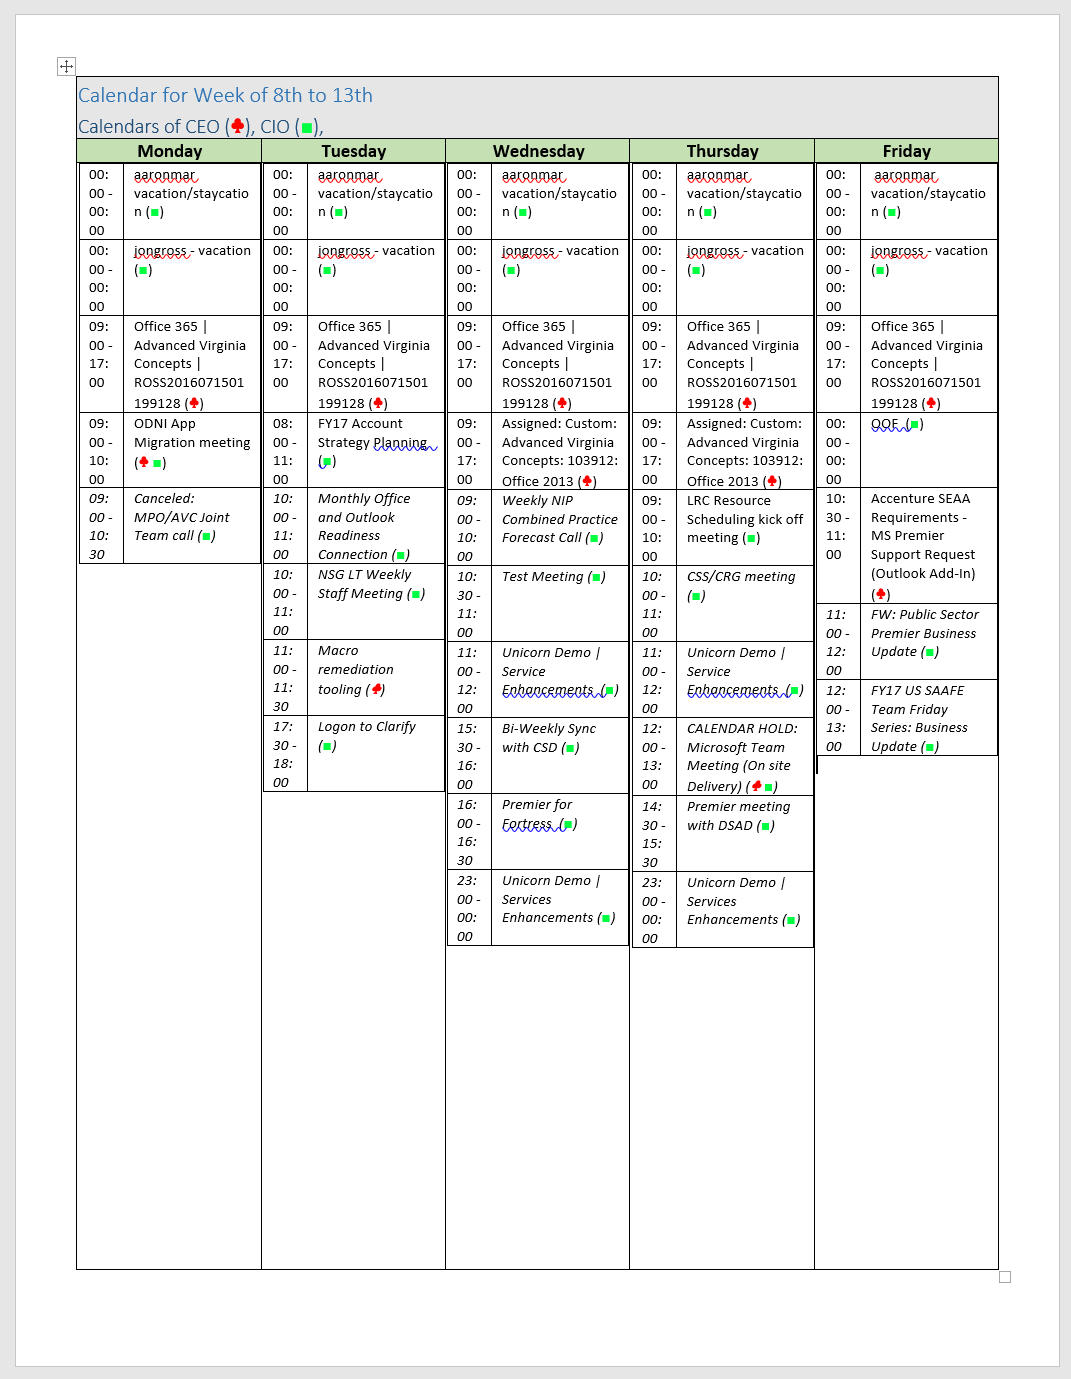 Calendar for Week of 8th to 13th
Calendars of CEO (♣), CIO (■),
Monday
Tuesday
Wednesday
Thursday
Friday
00:
00 -
00:
00
aaronmar
vacation/staycatio
n (■)
00:
00 -
00:
00
jongross - vacation
(■)
09:
00 -
17:
00
Office 365 |
Advanced Virginia
Concepts |
ROSS2016071501
199128 (♣)
09:
00 -
10:
00
ODNI App
Migration meeting
(♣ ■)
09:
00 -
10:
30
Canceled:
MPO/AVC Joint
Team call (■)
00:
00 -
00:
00
aaronmar
vacation/staycatio
n (■)
00:
00 -
00:
00
jongross - vacation
(■)
09:
00 -
17:
00
Office 365 |
Advanced Virginia
Concepts |
ROSS2016071501
199128 (♣)
08:
00 -
11:
00
FY17 Account
Strategy Planning
(■)
10:
00 -
11:
00
Monthly Office
and Outlook
Readiness
Connection (■)
10:
00 -
11:
00
NSG LT Weekly
Staff Meeting (■)
11:
00 -
11:
30
Macro
remediation
tooling (♣)
17:
30 -
18:
00
Logon to Clarify
(■)
00:
00 -
00:
00
aaronmar
vacation/staycatio
n (■)
00:
00 -
00:
00
jongross - vacation
(■)
09:
00 -
17:
00
Office 365 |
Advanced Virginia
Concepts |
ROSS2016071501
199128 (♣)
09:
00 -
17:
00
Assigned: Custom:
Advanced Virginia
Concepts: 103912:
Office 2013 (♣)
09:
00 -
10:
00
Weekly NIP
Combined Practice
Forecast Call (■)
10:
30 -
11:
00
Test Meeting (■)
11:
00 -
12:
00
Unicorn Demo |
Service
Enhancements (■)
15:
30 -
16:
00
Bi-Weekly Sync
with CSD (■)
16:
00 -
16:
30
Premier for
Fortress (■)
23:
00 -
00:
00
Unicorn Demo |
Services
Enhancements (■)
00:
00 -
00:
00
aaronmar
vacation/staycatio
n (■)
00:
00 -
00:
00
jongross - vacation
(■)
09:
00 -
17:
00
Office 365 |
Advanced Virginia
Concepts |
ROSS2016071501
199128 (♣)
09:
00 -
17:
00
Assigned: Custom:
Advanced Virginia
Concepts: 103912:
Office 2013 (♣)
09:
00 -
10:
00
LRC Resource
Scheduling kick off
meeting (■)
10:
00 -
11:
00
CSS/CRG meeting
(■)
11:
00 -
12:
00
Unicorn Demo |
Service
Enhancements (■)
12:
00 -
13:
00
CALENDAR HOLD:
Microsoft Team
Meeting (On site
Delivery) (♣ ■)
14:
30 -
15:
30
Premier meeting
with DSAD (■)
23:
00 -
00:
00
Unicorn Demo |
Services
Enhancements (■)
00:
00 -
00:
00
aaronmar
vacation/staycatio
n (■)
00:
00 -
00:
00
jongross - vacation
(■)
09:
00 -
17:
00
Office 365 |
Advanced Virginia
Concepts |
ROSS2016071501
199128 (♣)
00:
00 -
00:
00
OOF (■)
10:
30 -
11:
00
Accenture SEAA
Requirements -
MS Premier
Support Request
(Outlook Add-In)
(♣)
11:
00 -
12:
00
FW: Public Sector
Premier Business
Update (■)
12:
00 -
13:
00
FY17 US SAAFE
Team Friday
Series: Business
Update (■)